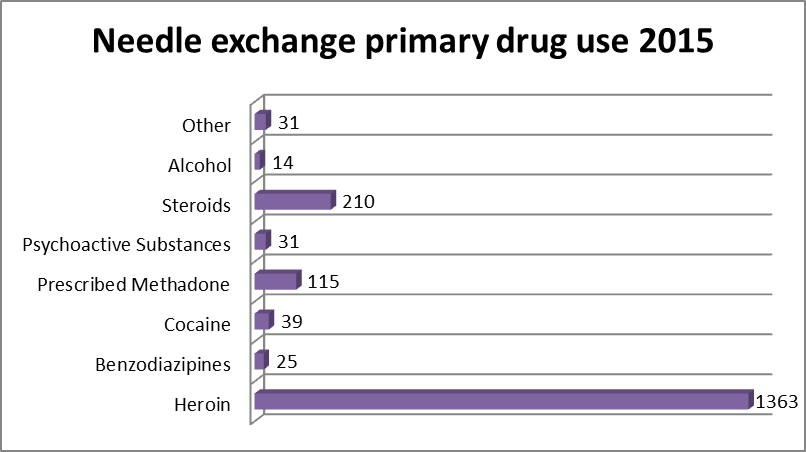 Needle exchange primary drug use 2015
Other 31
Alcohol 14
Steroids 210
Psychoactive Substances 31
Prescribed Methadone 115
Cocaine 39
Benzodiazipines 25
Heroin 1363